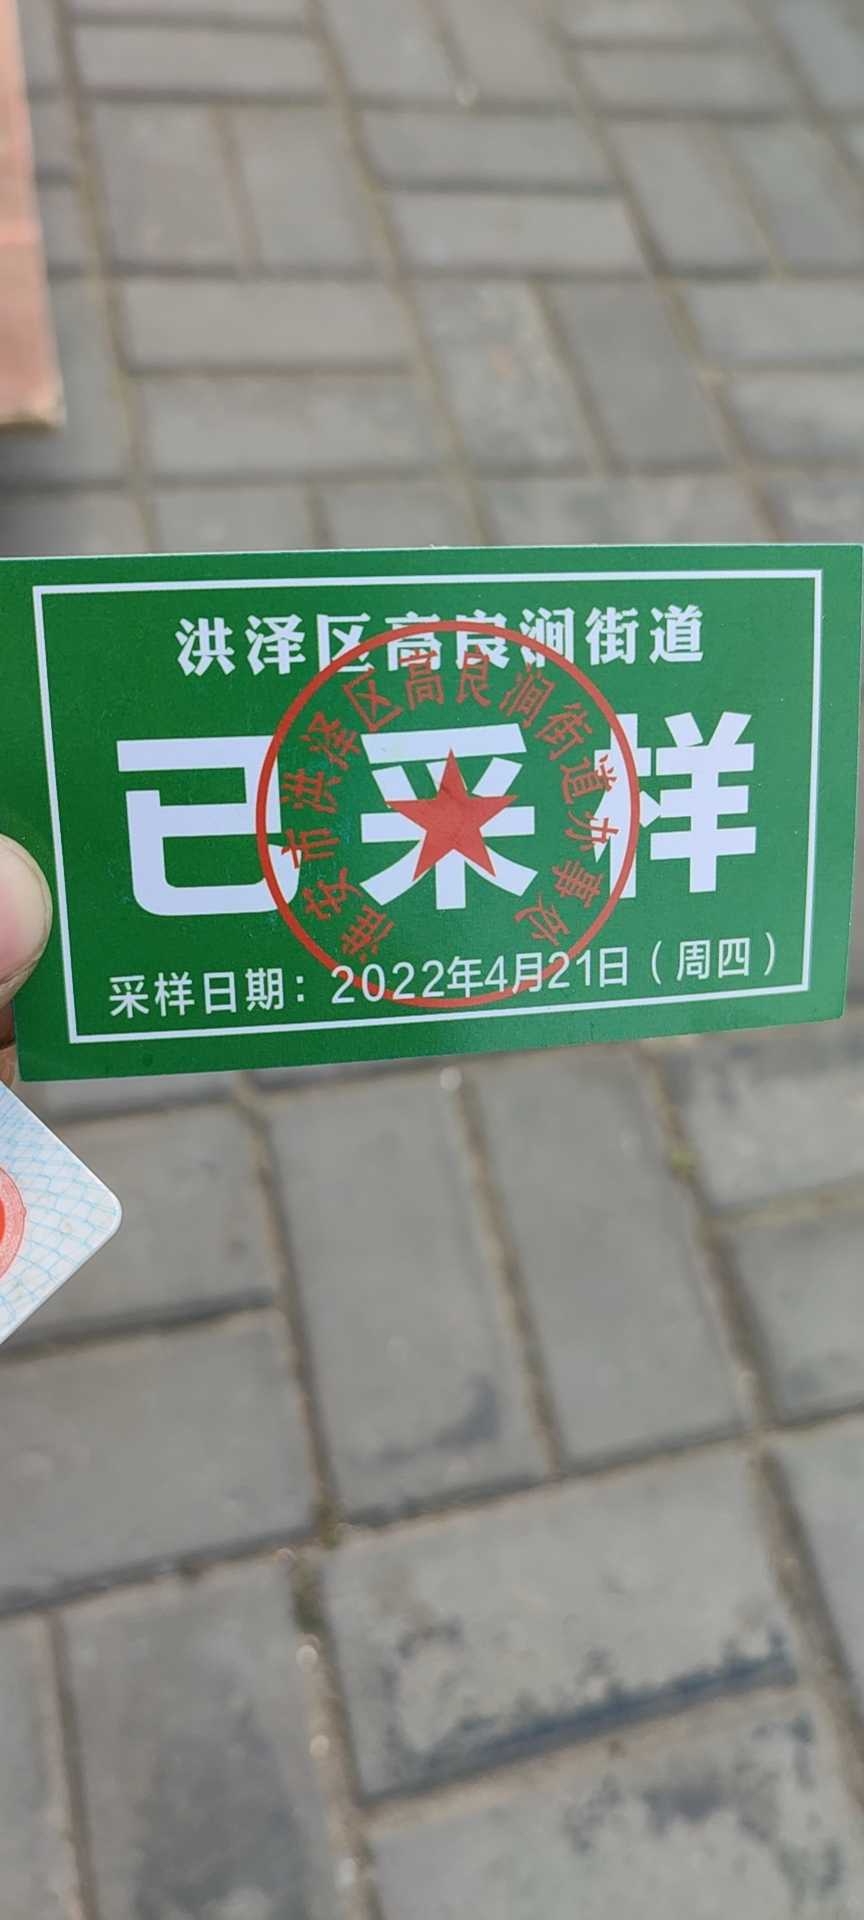 洪泽区高良涧街道
已采样
淮安市洪泽区高良涧街道办事处
采样日期：2022年4月21日（周四）